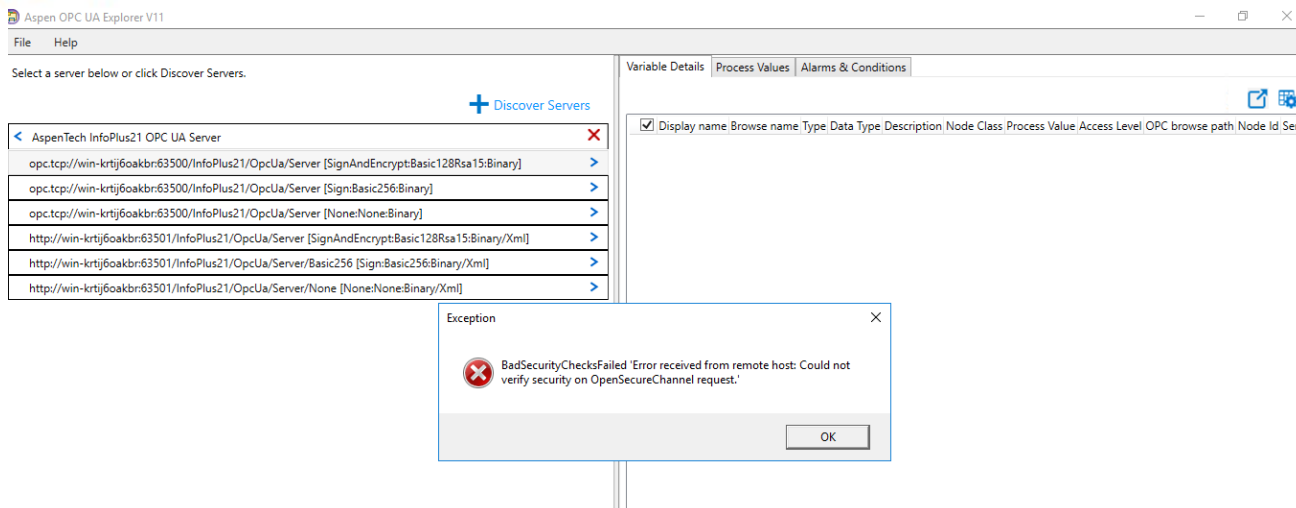 Aspen OPC UA Explorer V11
File Help
Select a server below or click Discover Servers.
Discover Servers
AspenTech InfoPlus21 OPC UA Server
opc.tcp://win-krtij6oakbr:63500/InfoPlus21/OpcUa/Server [SignAndEncrypt:Basic128Rsa15:Binary]
opc.tcp://win-krtij6oakbr:63500/InfoPlus21/OpcUa/Server [Sign:Basic256:Binary]
opc.tcp://win-krtij6oakbr:63500/InfoPlus21/OpcUa/Server [None:None:Binary]
http://win-krtij6oakbr:63501/InfoPlus21/OpcUa/Server [SignAndEncrypt:Basic128Rsa15:Binary/Xml]
http://win-krtij6oakbr:63501/InfoPlus21/OpcUa/Server/Basic256 [Sign:Basic256:Binary/Xml]
http://win-krtij6oakbr:63501/InfoPlus21/OpcUa/Server/None [None:None:Binary/Xml]
Variable Details Process Values Alarms & Conditions
Display name Browse name Type Data Type Description Node Class Process Value Access Level OPC browse path Node Id Se
Exception
BadSecurityChecksFailed 'Error received from remote host: Could not
verify security on OpenSecureChannel request.'
OK